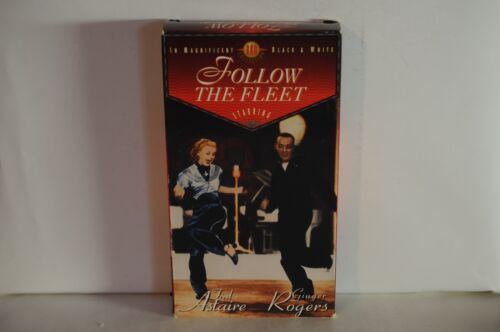 IN MAGNIFICENT BLACK & WHITE
FOLLOW
THE FLEET
STARRING
Fred Ginger
Astaire Rogers